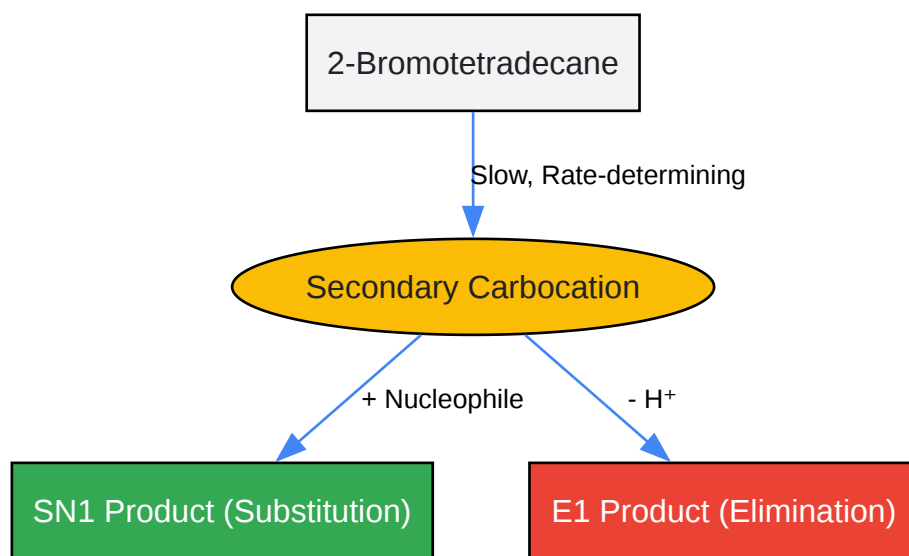 2-Bromotetradecane
Slow, Rate-determining
Secondary Carbocation
+ Nucleophile
- H⁺
SN1 Product (Substitution)
E1 Product (Elimination)